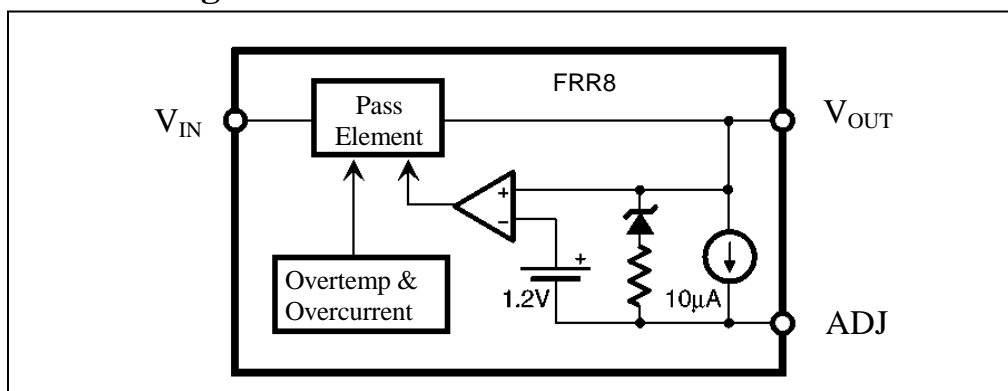 FRR8
V_IN
Pass
Element
V_OUT
+
−
+
1.2V
10µA
Overtemp &
Overcurrent
ADJ